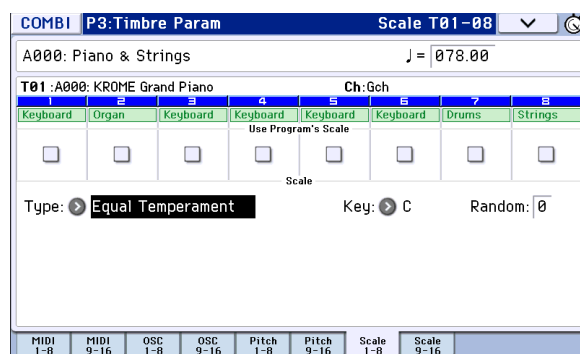 COMBI P3:Timbre Param Scale T01-08
A000: Piano & Strings ♩= 078.00
T01 :A000: KROME Grand Piano Ch:Gch
1 2 3 4 5 6 7 8
Keyboard Organ Keyboard Keyboard Keyboard Keyboard Drums Strings
Use Program's Scale
Scale
Type: Equal Temperament Key: C Random: 0
MIDI 1-8 MIDI 9-16 OSC 1-8 OSC 9-16 Pitch 1-8 Pitch 9-16 Scale 1-8 Scale 9-16